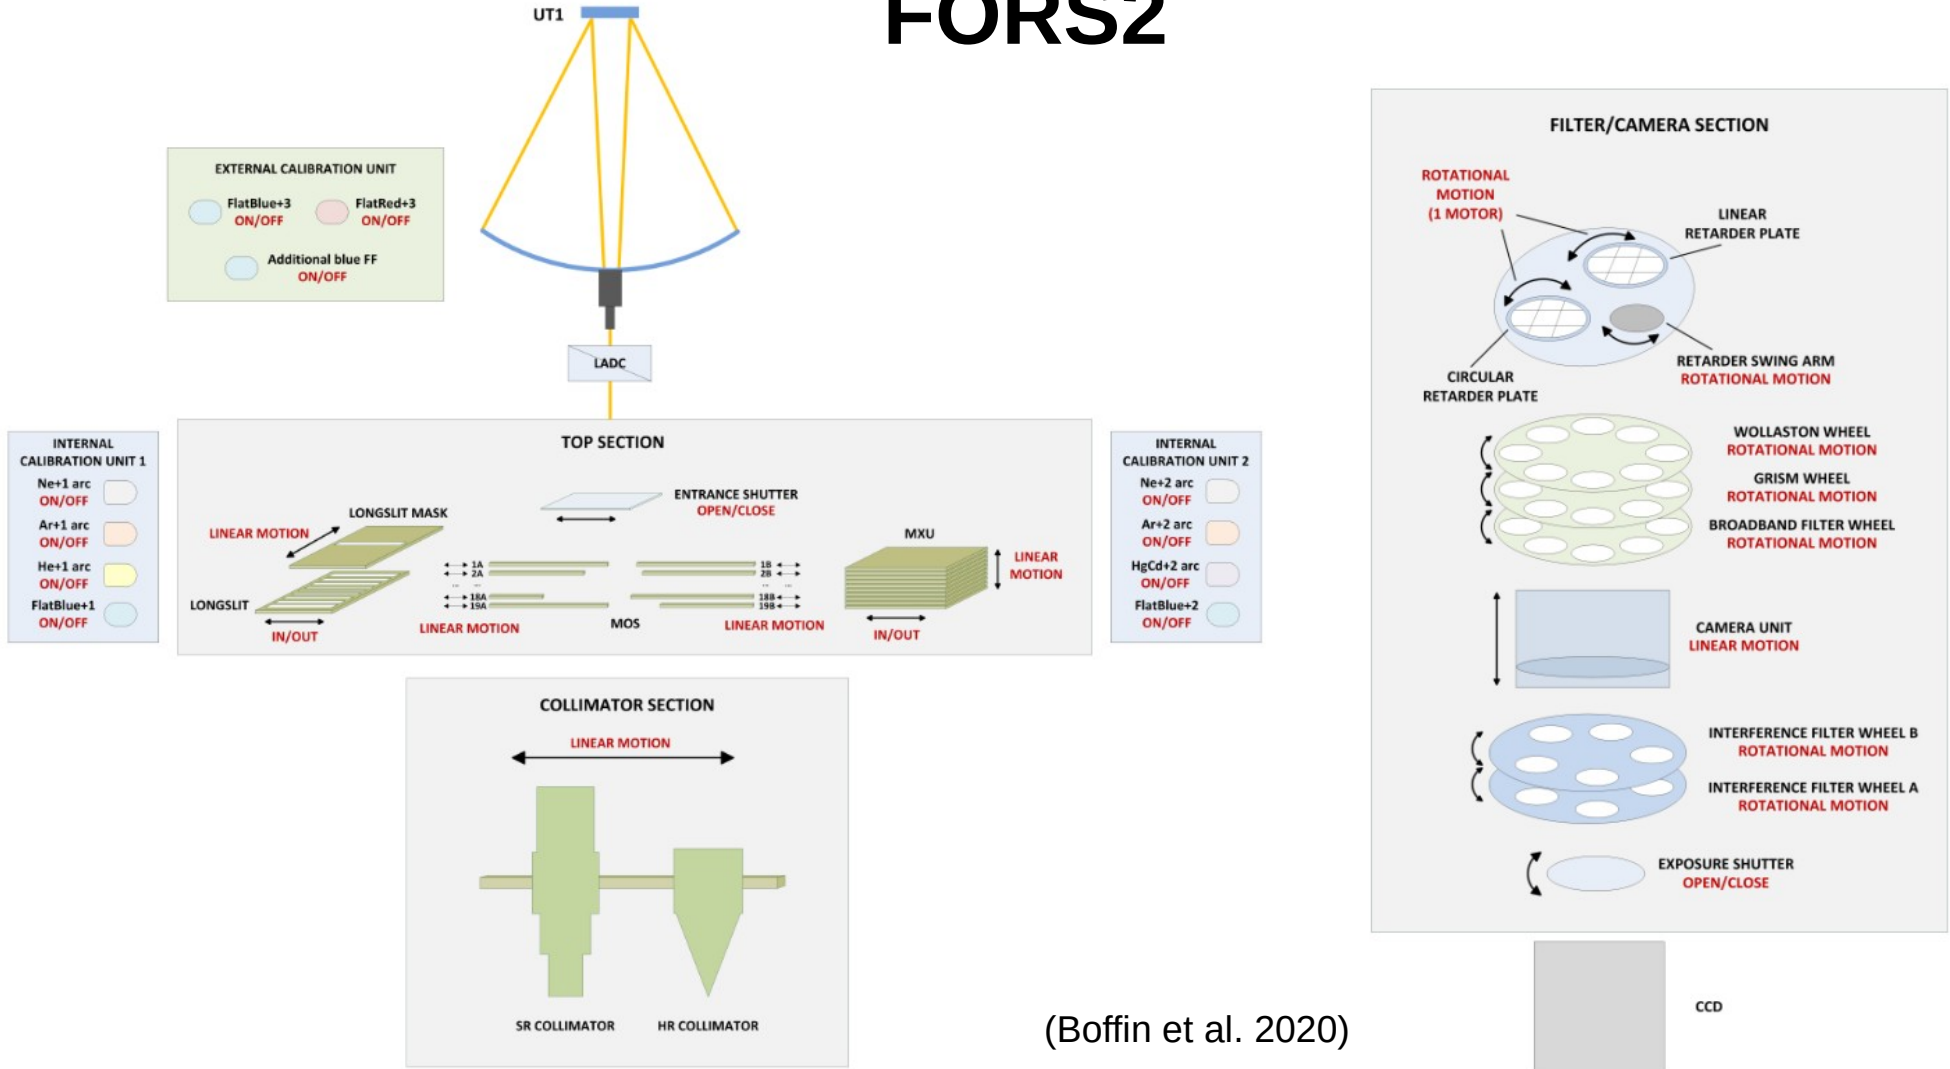 FORS2
UT1
EXTERNAL CALIBRATION UNIT
FlatBlue+3
ON/OFF
FlatRed+3
ON/OFF
Additional blue FF
ON/OFF
LADC
INTERNAL
CALIBRATION UNIT 1
Ne+1 arc
ON/OFF
Ar+1 arc
ON/OFF
He+1 arc
ON/OFF
FlatBlue+1
ON/OFF
TOP SECTION
ENTRANCE SHUTTER
OPEN/CLOSE
LONGSLIT MASK
LINEAR MOTION
LONGSLIT
IN/OUT
1A
2A
... ...
18A
19A
LINEAR MOTION
MOS
1B
2B
... ...
18B
19B
LINEAR MOTION
MXU
LINEAR
MOTION
IN/OUT
INTERNAL
CALIBRATION UNIT 2
Ne+2 arc
ON/OFF
Ar+2 arc
ON/OFF
HgCd+2 arc
ON/OFF
FlatBlue+2
ON/OFF
COLLIMATOR SECTION
LINEAR MOTION
SR COLLIMATOR
HR COLLIMATOR
(Boffin et al. 2020)
FILTER/CAMERA SECTION
ROTATIONAL
MOTION
(1 MOTOR)
LINEAR
RETARDER PLATE
CIRCULAR
RETARDER PLATE
RETARDER SWING ARM
ROTATIONAL MOTION
WOLLASTON WHEEL
ROTATIONAL MOTION
GRISM WHEEL
ROTATIONAL MOTION
BROADBAND FILTER WHEEL
ROTATIONAL MOTION
CAMERA UNIT
LINEAR MOTION
INTERFERENCE FILTER WHEEL B
ROTATIONAL MOTION
INTERFERENCE FILTER WHEEL A
ROTATIONAL MOTION
EXPOSURE SHUTTER
OPEN/CLOSE
CCD